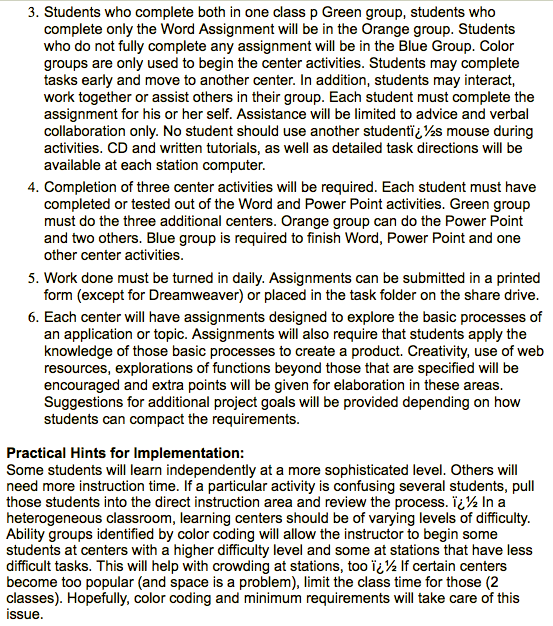 3. Students who complete both in one class p Green group, students who
complete only the Word Assignment will be in the Orange group. Students
who do not fully complete any assignment will be in the Blue Group. Color
groups are only used to begin the center activities. Students may complete
tasks early and move to another center. In addition, students may interact,
work together or assist others in their group. Each student must complete the
assignment for his or her self. Assistance will be limited to advice and verbal
collaboration only. No student should use another studentï¿½s mouse during
activities. CD and written tutorials, as well as detailed task directions will be
available at each station computer.
4. Completion of three center activities will be required. Each student must have
completed or tested out of the Word and Power Point activities. Green group
must do the three additional centers. Orange group can do the Power Point
and two others. Blue group is required to finish Word, Power Point and one
other center activities.
5. Work done must be turned in daily. Assignments can be submitted in a printed
form (except for Dreamweaver) or placed in the task folder on the share drive.
6. Each center will have assignments designed to explore the basic processes of
an application or topic. Assignments will also require that students apply the
knowledge of those basic processes to create a product. Creativity, use of web
resources, explorations of functions beyond those that are specified will be
encouraged and extra points will be given for elaboration in these areas.
Suggestions for additional project goals will be provided depending on how
students can compact the requirements.
Practical Hints for Implementation:
Some students will learn independently at a more sophisticated level. Others will
need more instruction time. If a particular activity is confusing several students, pull
those students into the direct instruction area and review the process. ï¿½ In a
heterogeneous classroom, learning centers should be of varying levels of difficulty.
Ability groups identified by color coding will allow the instructor to begin some
students at centers with a higher difficulty level and some at stations that have less
difficult tasks. This will help with crowding at stations, too ï¿½ If certain centers
become too popular (and space is a problem), limit the class time for those (2
classes). Hopefully, color coding and minimum requirements will take care of this
issue.